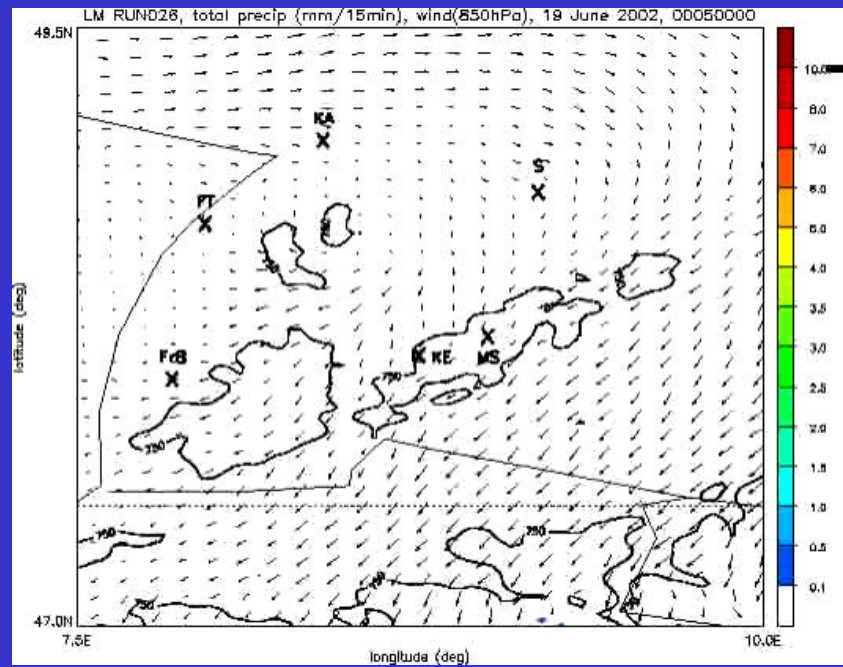 LM RUN026, total precip (mm/15min), wind(850hPa), 19 June 2002, 00050000
49.5N
KA
S
FT
FrB
KE
MS
750
750
750
750
750
47.0N
7.5E
10.0E
longitude (deg)
latitude (deg)
10.0
8.0
7.0
6.0
5.0
4.0
3.5
3.0
2.5
2.0
1.5
1.0
0.5
0.1